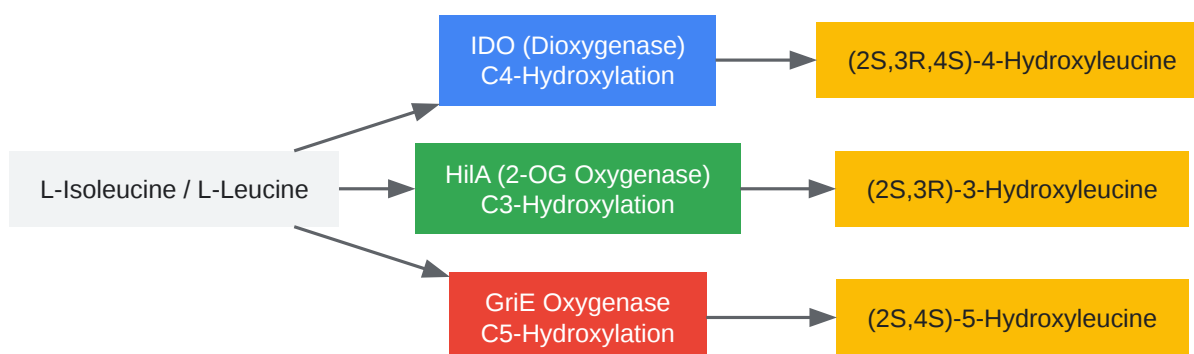 IDO (Dioxygenase)
C4-Hydroxylation
(2S,3R,4S)-4-Hydroxyleucine
L-Isoleucine / L-Leucine
HilA (2-OG Oxygenase)
C3-Hydroxylation
(2S,3R)-3-Hydroxyleucine
GriE Oxygenase
C5-Hydroxylation
(2S,4S)-5-Hydroxyleucine